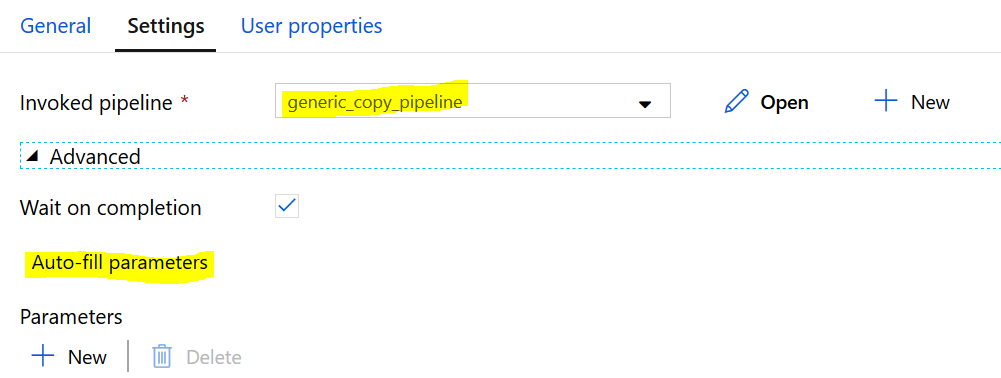 General Settings User properties
Invoked pipeline * generic_copy_pipeline Open New
Advanced
Wait on completion
Auto-fill parameters
Parameters
New Delete